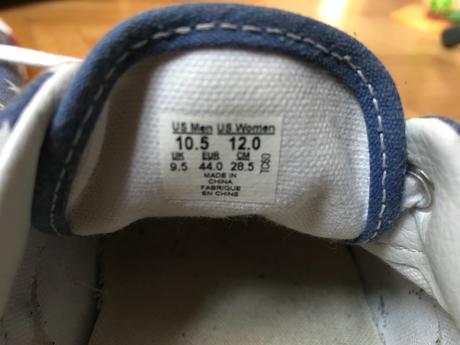 US Men US Women
10.5 12.0
UK EUR CM
9.5 44.0 28.5
MADE IN
CHINA
FABRIQUE
EN CHINE
TC60